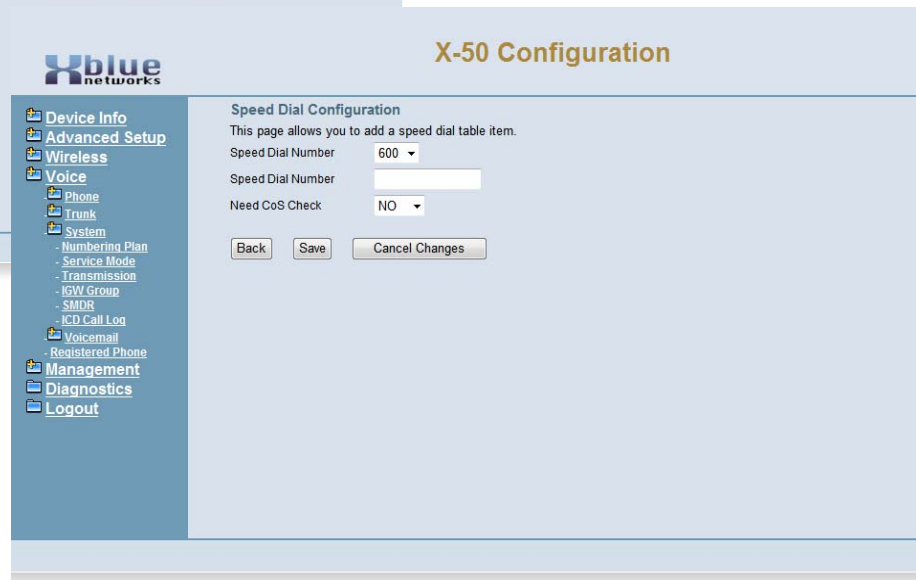 Xblue
networks
X-50 Configuration
Device Info
Advanced Setup
Wireless
Voice
Phone
Trunk
System
- Numbering Plan
- Service Mode
- Transmission
- IGW Group
- SMDR
- ICD Call Log
Voicemail
- Registered Phone
Management
Diagnostics
Logout
Speed Dial Configuration
This page allows you to add a speed dial table item.
Speed Dial Number 600
Speed Dial Number
Need CoS Check NO
Back Save Cancel Changes